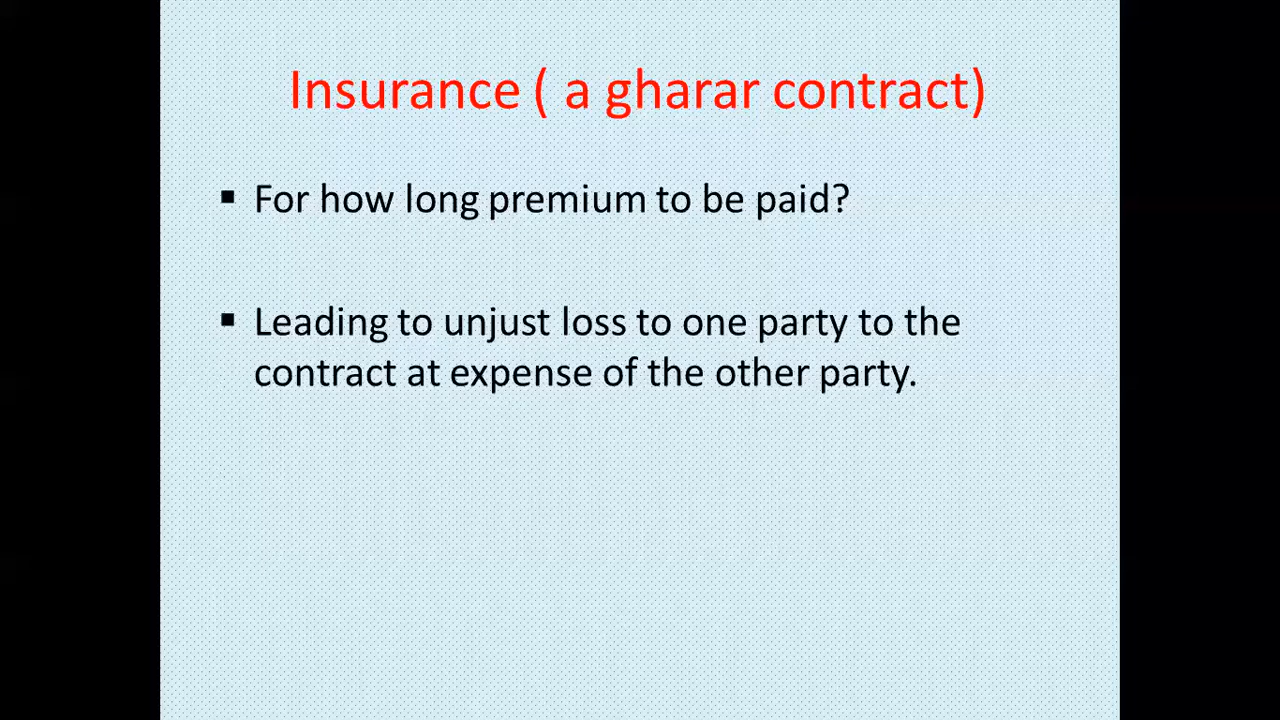 Insurance ( a gharar contract)
▪ For how long premium to be paid?
▪ Leading to unjust loss to one party to the
contract at expense of the other party.